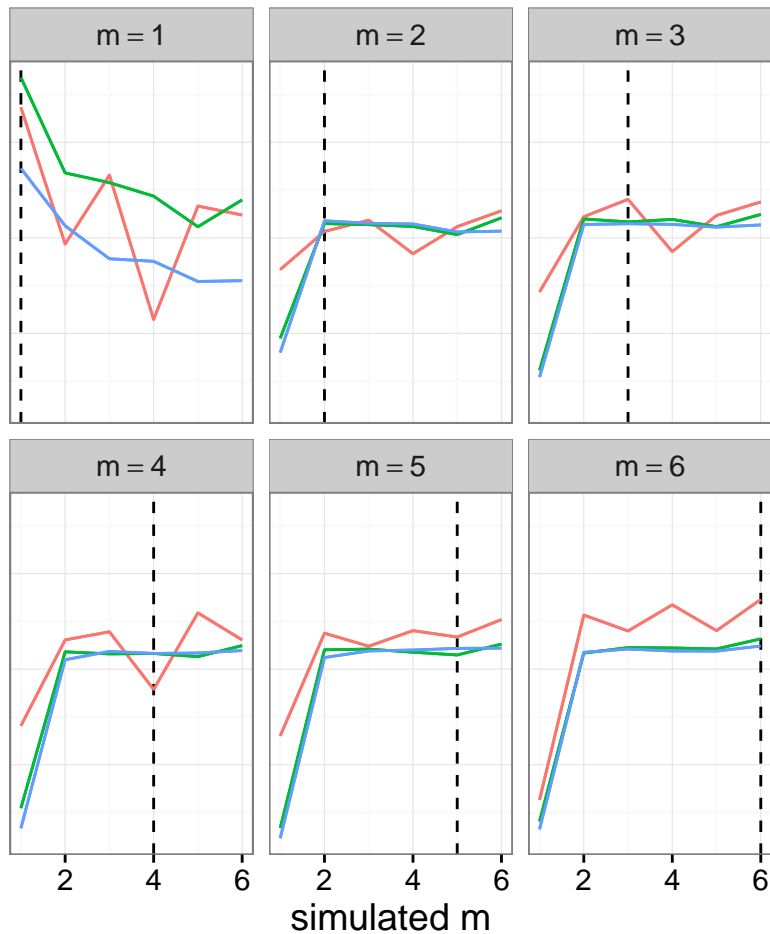 m = 1
m = 2
m = 3
m = 4
m = 5
m = 6
2 4 6
2 4 6
2 4 6
simulated m